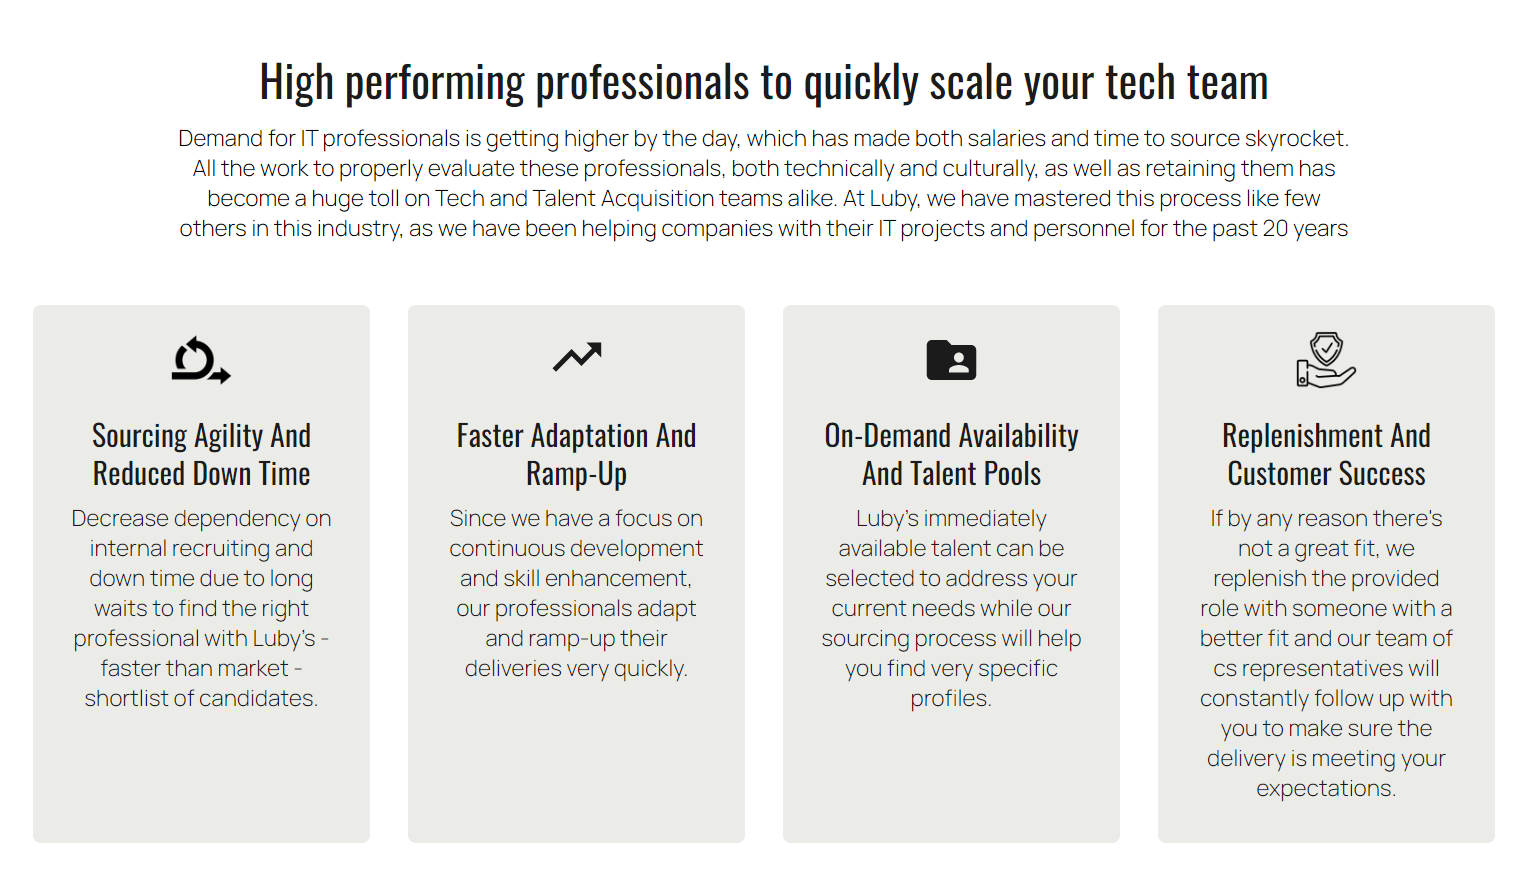 High performing professionals to quickly scale your tech team
Demand for IT professionals is getting higher by the day, which has made both salaries and time to source skyrocket.
All the work to properly evaluate these professionals, both technically and culturally, as well as retaining them has
become a huge toll on Tech and Talent Acquisition teams alike. At Luby, we have mastered this process like few
others in this industry, as we have been helping companies with their IT projects and personnel for the past 20 years
Sourcing Agility And
Reduced Down Time
Decrease dependency on
internal recruiting and
down time due to long
waits to find the right
professional with Luby's -
faster than market -
shortlist of candidates.
Faster Adaptation And
Ramp-Up
Since we have a focus on
continuous development
and skill enhancement,
our professionals adapt
and ramp-up their
deliveries very quickly.
On-Demand Availability
And Talent Pools
Luby's immediately
available talent can be
selected to address your
current needs while our
sourcing process will help
you find very specific
profiles.
Replenishment And
Customer Success
If by any reason there's
not a great fit, we
replenish the provided
role with someone with a
better fit and our team of
cs representatives will
constantly follow up with
you to make sure the
delivery is meeting your
expectations.